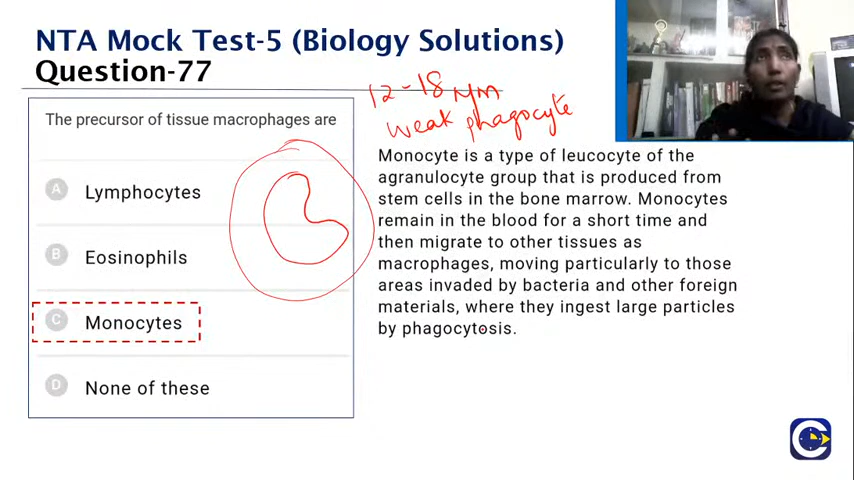 NTA Mock Test-5 (Biology Solutions)
Question-77
The precursor of tissue macrophages are
A Lymphocytes
B Eosinophils
C Monocytes
D None of these
12-18 μm
weak phagocyte
Monocyte is a type of leucocyte of the
agranulocyte group that is produced from
stem cells in the bone marrow. Monocytes
remain in the blood for a short time and
then migrate to other tissues as
macrophages, moving particularly to those
areas invaded by bacteria and other foreign
materials, where they ingest large particles
by phagocytosis.